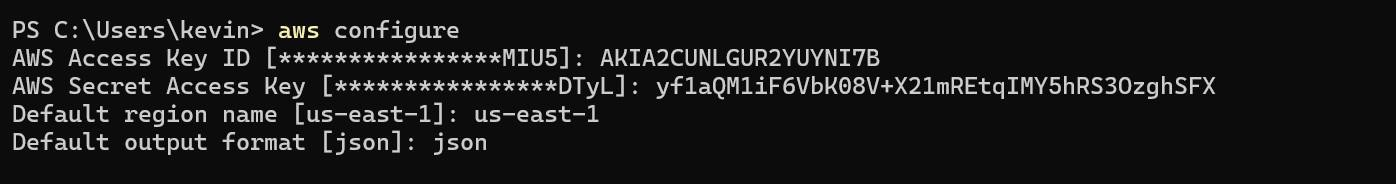 PS C:\Users\kevin> aws configure
AWS Access Key ID [****************MIU5]: AKIA2CUNLGUR2YUYNI7B
AWS Secret Access Key [****************DTyL]: 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
Default region name [us-east-1]: us-east-1
Default output format [json]: json